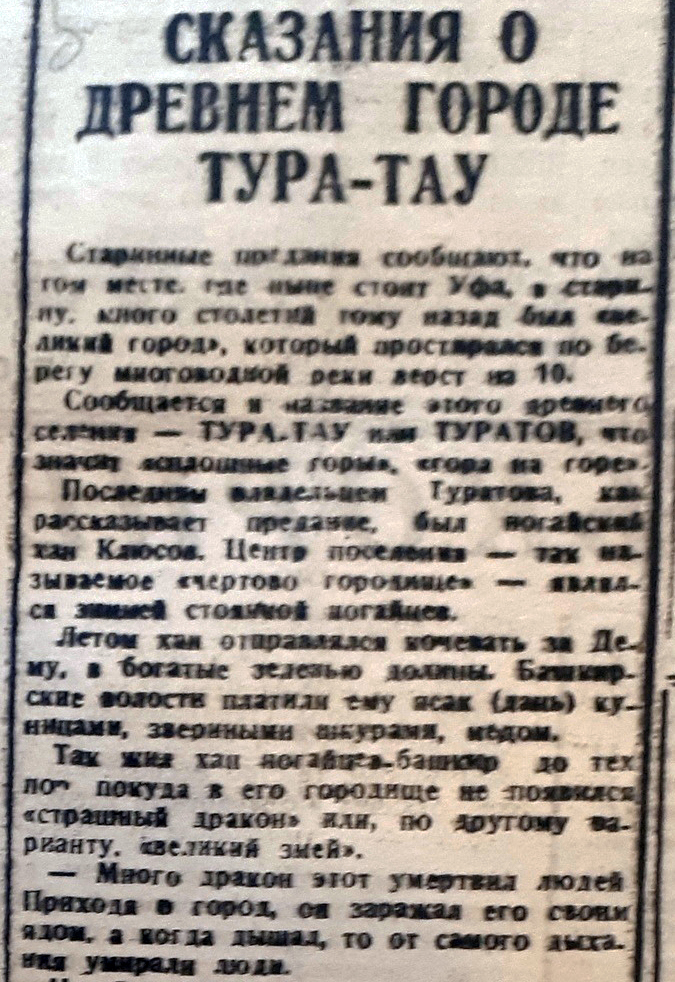 СКАЗАНИЯ О
ДРЕВНЕМ ГОРОДЕ
ТУРА-ТАУ
Старинные предания сообщают, что на
том месте, где ныне стоит Уфа, в стари-
ну, много столетий тому назад был «ве-
ликий город», который простирался по бе-
регу многоводной реки верст на 10.
Сообщается и название этого древнего
селения — ТУРА-ТАУ или ТУРАТОВ, что
значит «сплошные горы», «гора на горе».
Последним владельцем Туратова, как
рассказывает предание, был ногайский
хан Клюсов. Центр поселения — так на-
зываемое «чертово городище» — являл-
ся зимней стоянкой ногайцев.
Летом хан отправлялся кочевать за Де-
му, в богатые зеленью долины. Башкир-
ские волости платили ему ясак (дань) ку-
ницами, звериными шкурами, медом.
Так жил хан ногайцев-башкир до тех
пор покуда в его городище не появился
«страшный дракон» или, по другому ва-
рианту, «великий змей».
— Много дракон этот умертвил людей
Приходя в город, он заражал его своим
ядом, а когда дышал, то от самого дыха-
ния умирали люди.